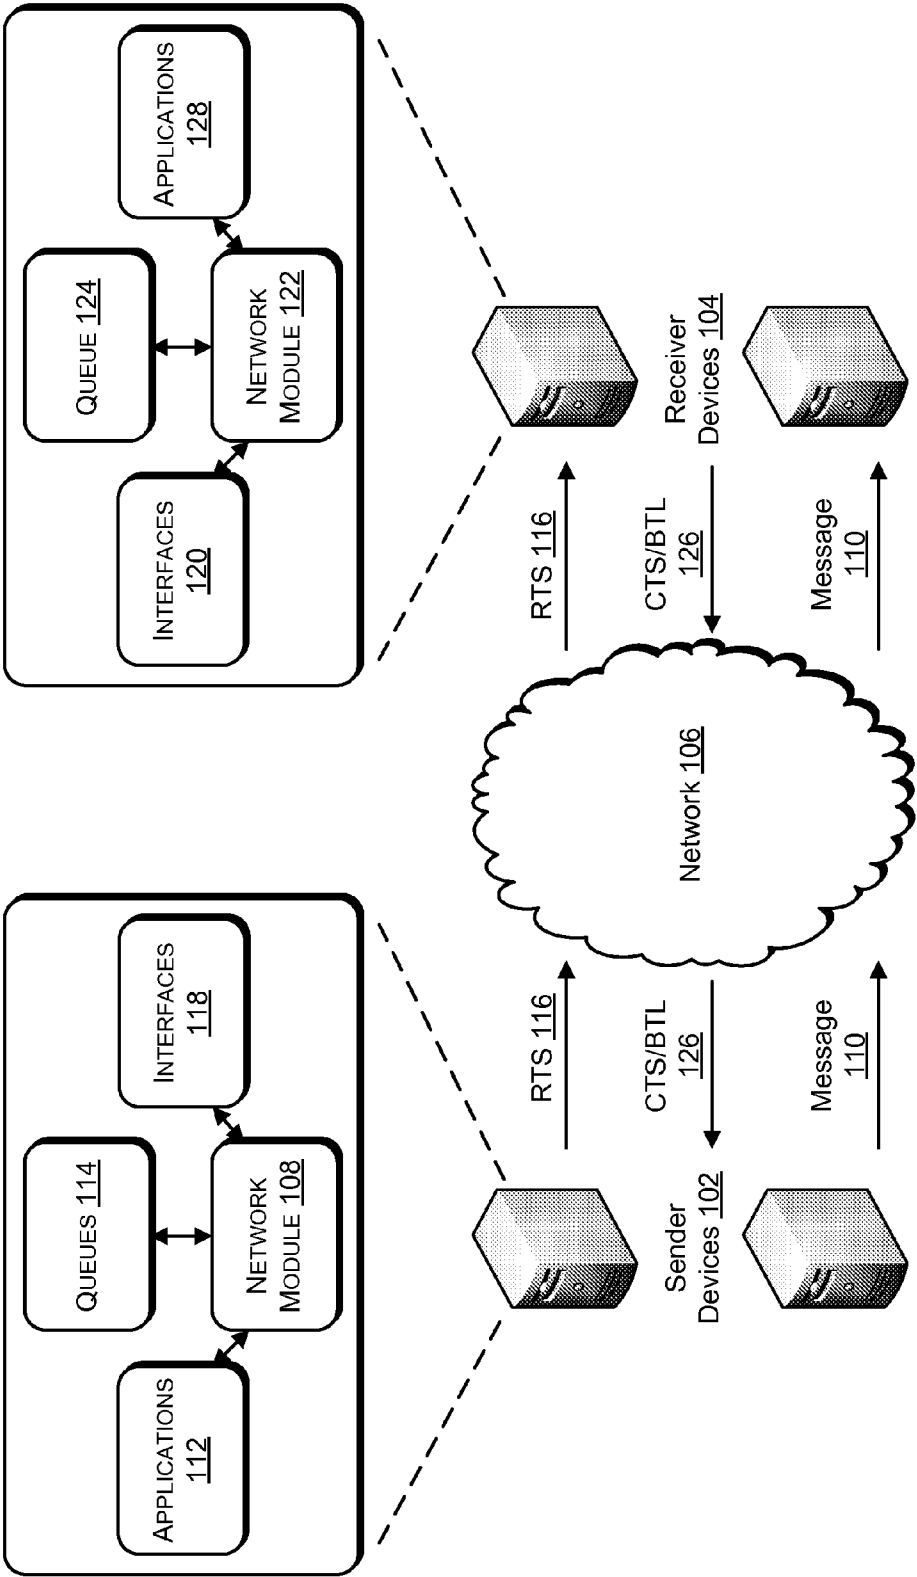 QUEUES 114
APPLICATIONS
112
NETWORK
MODULE 108
INTERFACES
118
QUEUE 124
INTERFACES
120
NETWORK
MODULE 122
APPLICATIONS
128
RTS 116
RTS 116
Sender
Devices 102
CTS/BTL
126
Network 106
CTS/BTL
126
Receiver
Devices 104
Message
110
Message
110